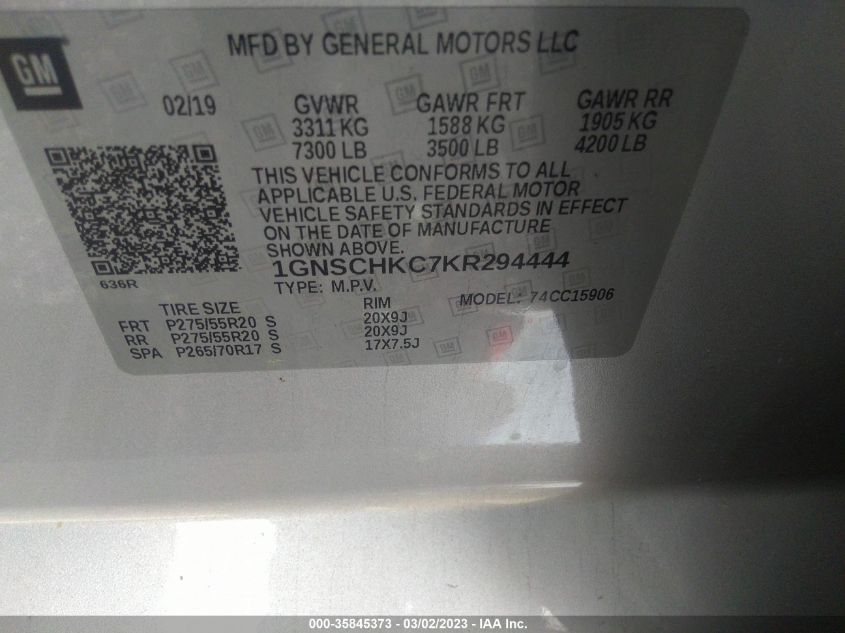 GM
MFD BY GENERAL MOTORS LLC
02/19 GVWR GAWR FRT GAWR RR
3311 KG 1588 KG 1905 KG
7300 LB 3500 LB 4200 LB
THIS VEHICLE CONFORMS TO ALL
APPLICABLE U.S. FEDERAL MOTOR
VEHICLE SAFETY STANDARDS IN EFFECT
ON THE DATE OF MANUFACTURE
SHOWN ABOVE.
1GNSCHKC7KR294444
636R
TYPE: M.P.V. MODEL: 74CC15906
TIRE SIZE RIM
FRT P275/55R20 S 20X9J
RR P275/55R20 S 20X9J
SPA P265/70R17 S 17X7.5J
000-35845373 - 03/02/2023 - IAA Inc.